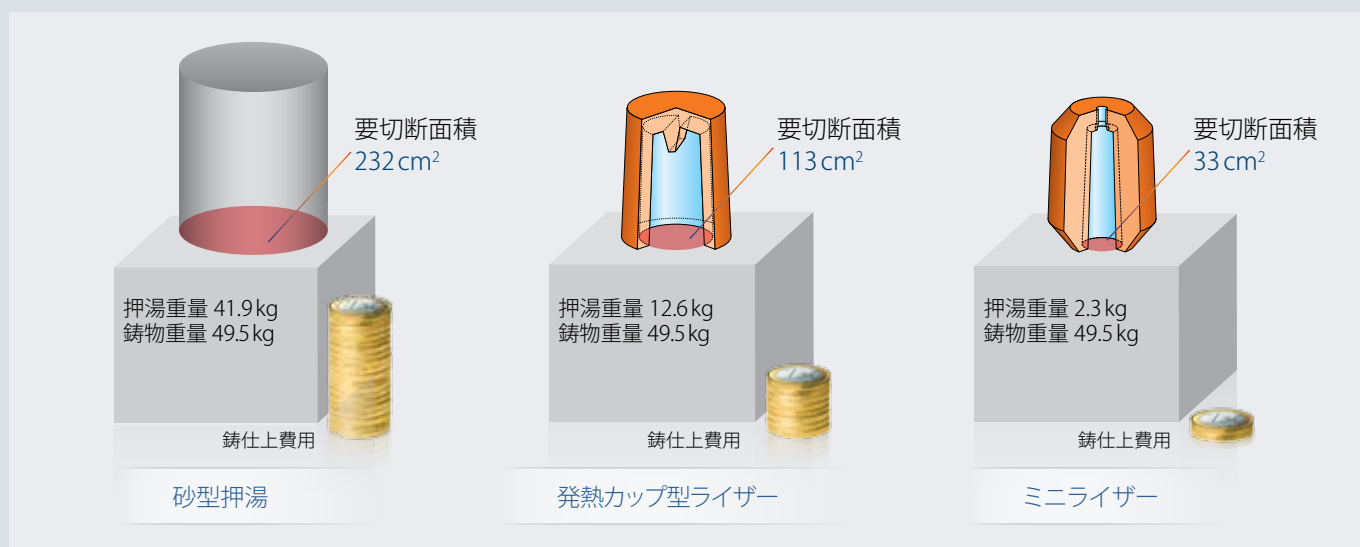 要切断面積
232 cm²
押湯重量 41.9 kg
鋳物重量 49.5 kg
鋳仕上費用
砂型押湯
要切断面積
113 cm²
押湯重量 12.6 kg
鋳物重量 49.5 kg
鋳仕上費用
発熱カップ型ライザー
要切断面積
33 cm²
押湯重量 2.3 kg
鋳物重量 49.5 kg
鋳仕上費用
ミニライザー